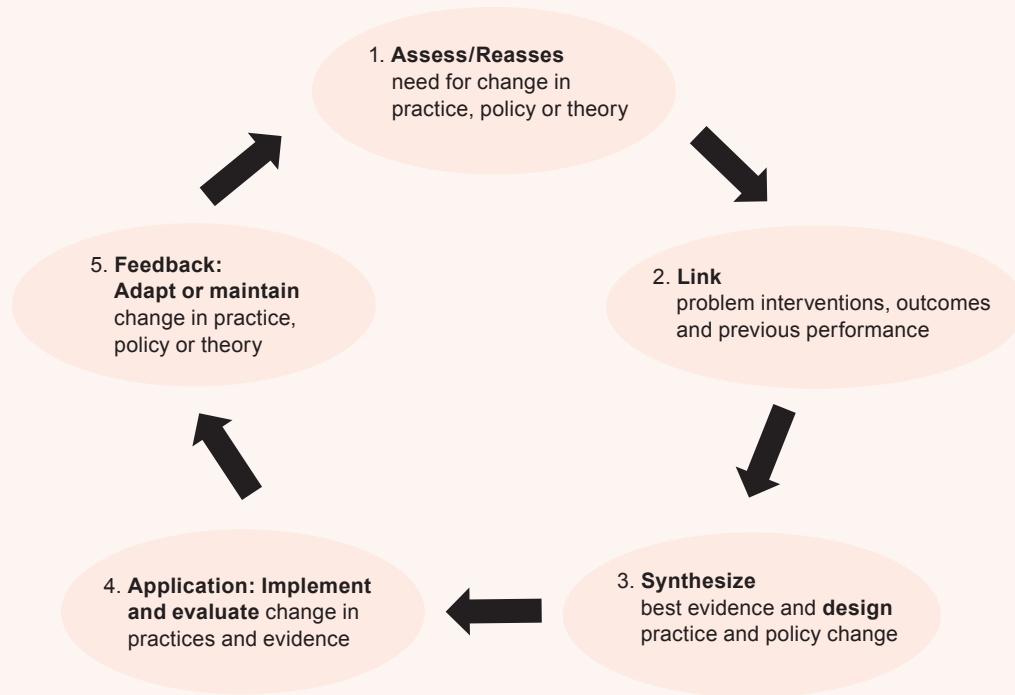 1. Assess/Reasses
need for change in
practice, policy or theory
2. Link
problem interventions, outcomes
and previous performance
3. Synthesize
best evidence and design
practice and policy change
4. Application: Implement
and evaluate change in
practices and evidence
5. Feedback:
Adapt or maintain
change in practice,
policy or theory